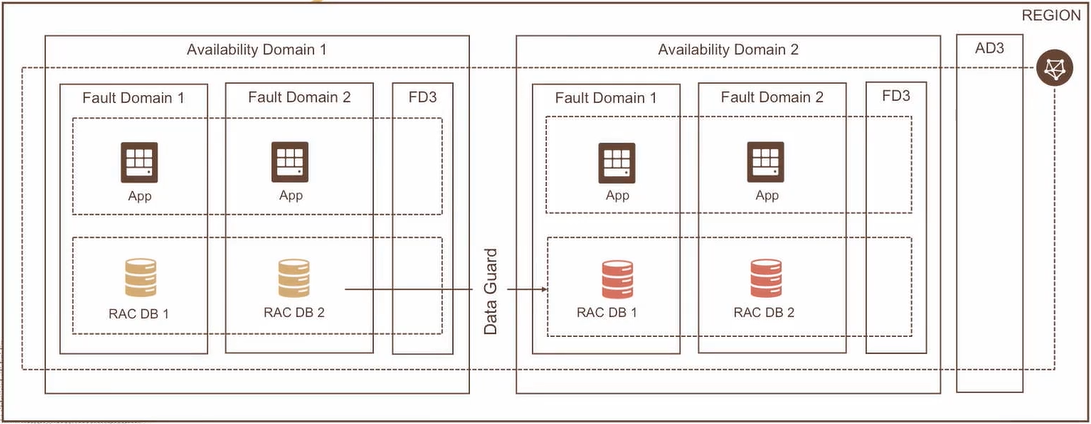 REGION
Availability Domain 1
Availability Domain 2
AD3
Fault Domain 1
Fault Domain 2
FD3
Fault Domain 1
Fault Domain 2
FD3
App
App
App
App
Data Guard
RAC DB 1
RAC DB 2
RAC DB 1
RAC DB 2